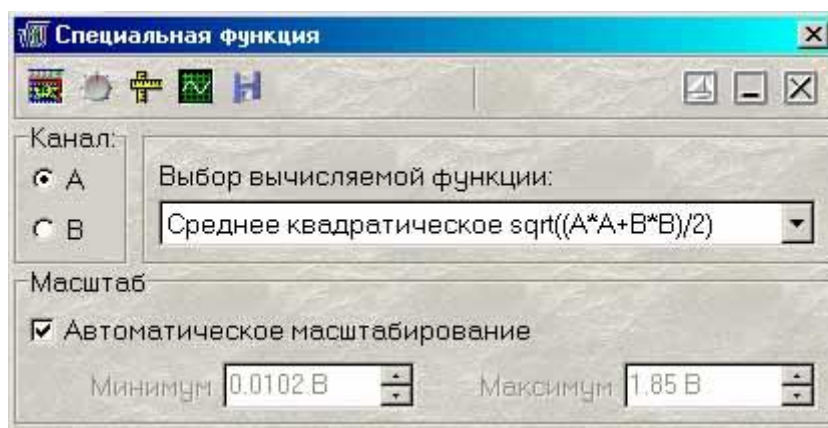 Специальная функция
Канал:
A
B
Выбор вычисляемой функции:
Среднее квадратическое sqrt((A*A+B*B)/2)
Масштаб
Автоматическое масштабирование
Минимум 0.0102 В
Максимум 1.85 В